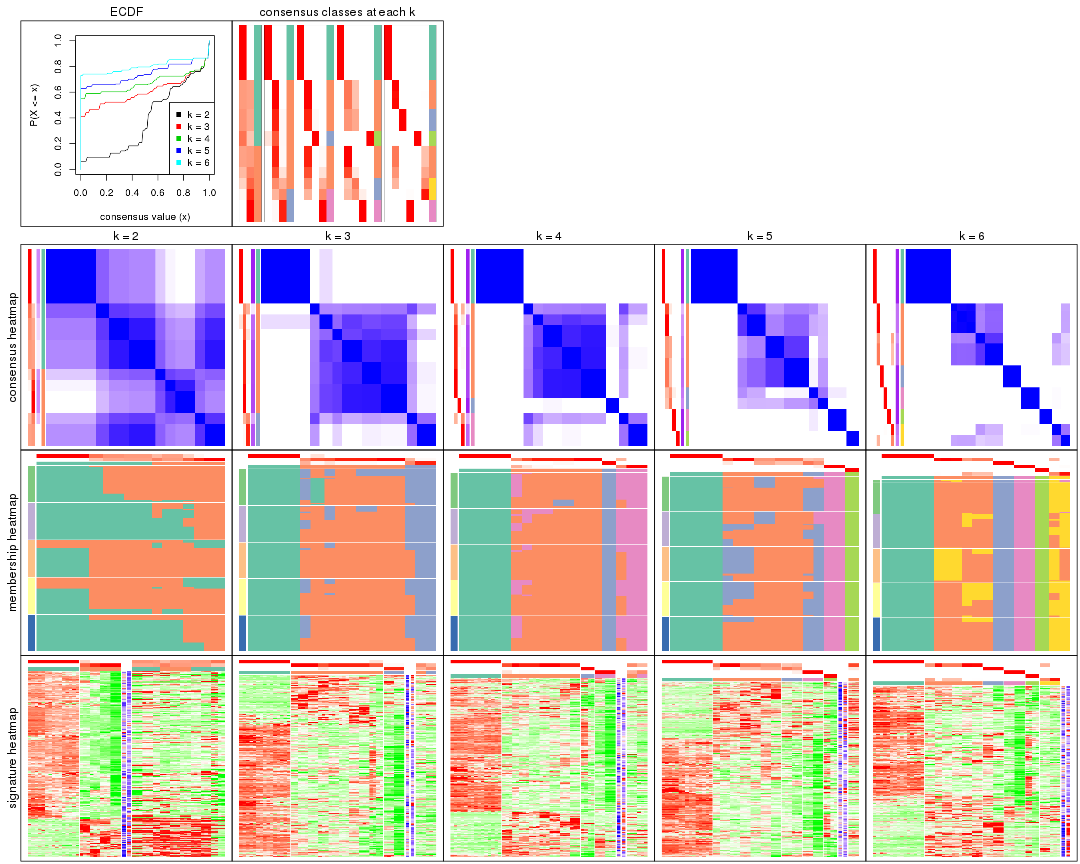 ECDF
consensus classes at each k
P(X <= x)
0.0 0.2 0.4 0.6 0.8 1.0
k = 2
k = 3
k = 4
k = 5
k = 6
0.0 0.2 0.4 0.6 0.8 1.0
consensus value (x)
k = 2 k = 3 k = 4 k = 5 k = 6
consensus heatmap
membership heatmap
signature heatmap